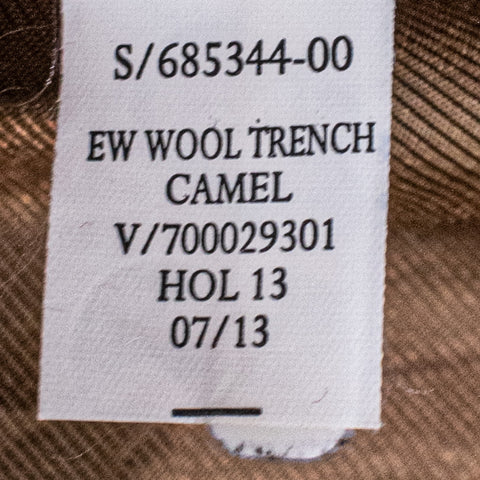 S/685344-00
EW WOOL TRENCH
CAMEL
V/700029301
HOL 13
07/13